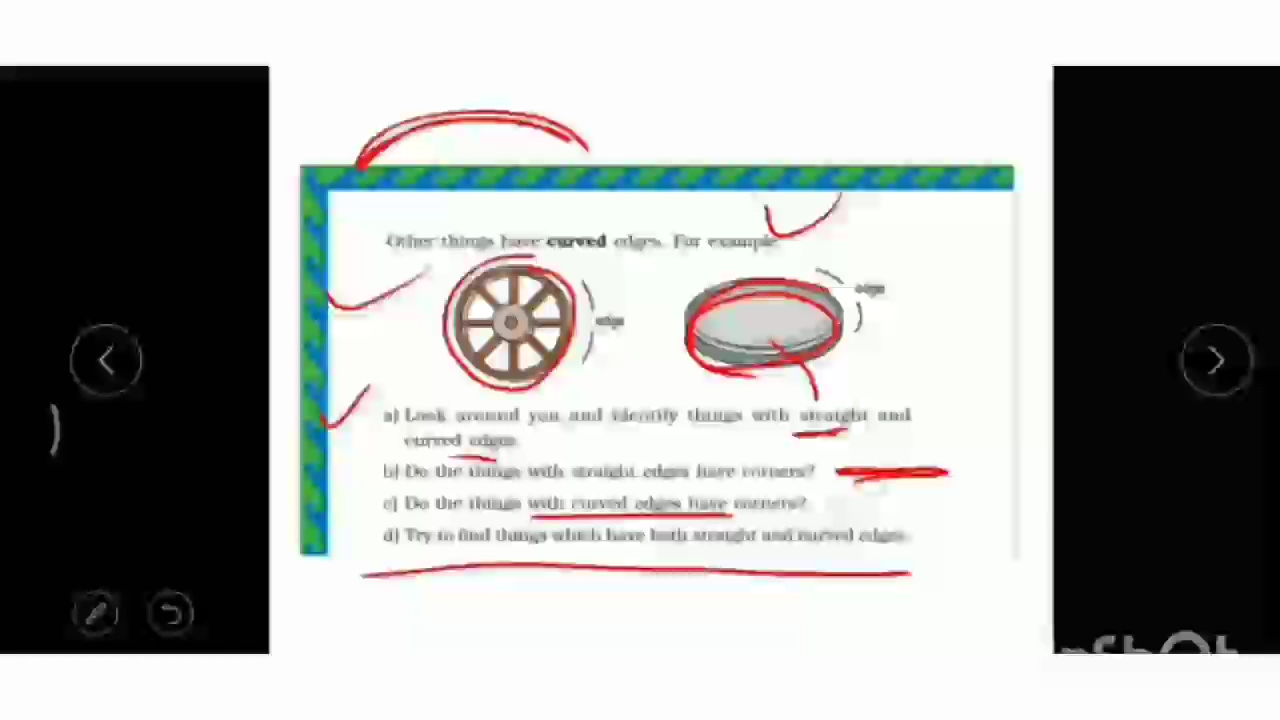 Other things have curved edges. For example
edge
edge
a) Look around you and identify things with straight and
curved edges.
b) Do the things with straight edges have corners?
c) Do the things with curved edges have corners?
d) Try to find things which have both straight and curved edges.